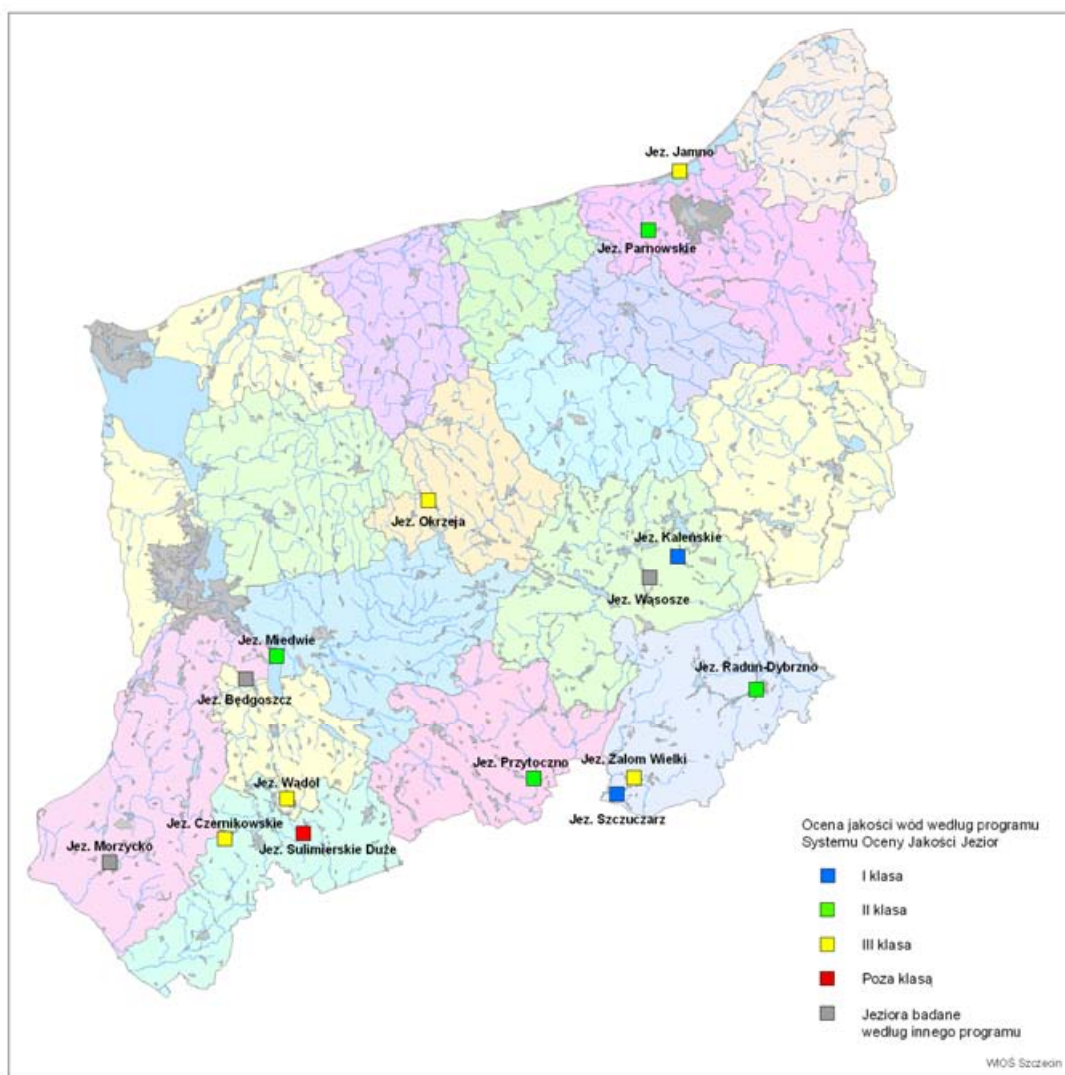 Jez. Jamno
Jez. Parnowskie
Jez. Okrzeja
Jez. Kaleńskie
Jez. Wąsosze
Jez. Miedwie
Jez. Raduń-Dybrzno
Jez. Będgoszcz
Jez. Załom Wielki
Jez. Przytoczno
Jez. Wądół
Jez. Szczuczarz
Jez. Czernikowskie
Jez. Sulimierskie Duże
Jez. Morzycko
Ocena jakości wód według programu
Systemu Oceny Jakości Jezior
I klasa
II klasa
III klasa
Poza klasą
Jeziora badane
według innego programu
WIOŚ Szczecin